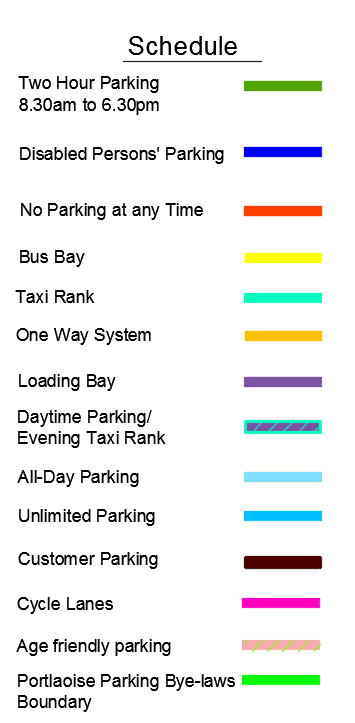 Schedule
Two Hour Parking
8.30am to 6.30pm
Disabled Persons' Parking
No Parking at any Time
Bus Bay
Taxi Rank
One Way System
Loading Bay
Daytime Parking/
Evening Taxi Rank
All-Day Parking
Unlimited Parking
Customer Parking
Cycle Lanes
Age friendly parking
Portlaoise Parking Bye-laws
Boundary